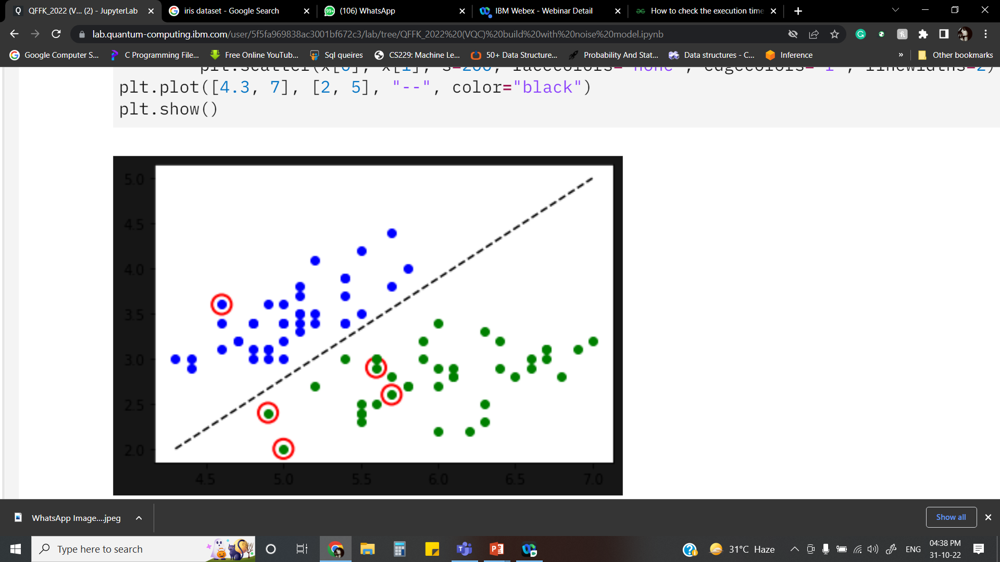 QFFK_2022 (V... (2) - JupyterLab
iris dataset - Google Search
99+
(106) WhatsApp
IBM Webex - Webinar Detail
How to check the execution time
lab.quantum-computing.ibm.com/user/5f5fa969838ac3001bf672c3/lab/tree/QFFK_2022%20(VQC)%20build%20with%20noise%20model.ipynb
Google Computer S...
C Programming File...
Free Online YouTub...
Sql queires
CS229: Machine Le...
50+ Data Structure...
Probability And Stat...
Data structures - C...
Inference
»
Other bookmarks
plt.scatter(x[0], x[1], s=200, facecolors="none", edgecolors="r", linewidths=2)
plt.plot([4.3, 7], [2, 5], "--", color="black")
plt.show()
5.0
4.5
4.0
3.5
3.0
2.5
2.0
4.5 5.0 5.5 6.0 6.5 7.0
WhatsApp Image....jpeg
Show all
Type here to search
31°C Haze
ENG
04:38 PM
31-10-22